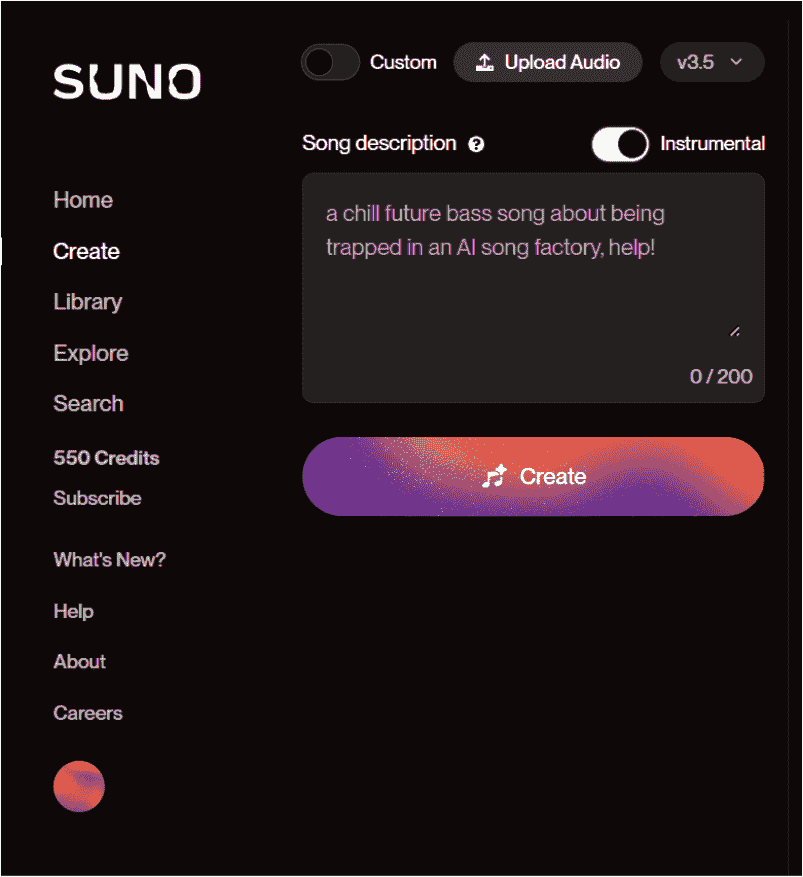 SUNO
Home
Create
Library
Explore
Search
550 Credits
Subscribe
What's New?
Help
About
Careers
Custom
Upload Audio
v3.5
Song description ?
Instrumental
a chill future bass song about being
trapped in an AI song factory, help!
0 / 200
Create